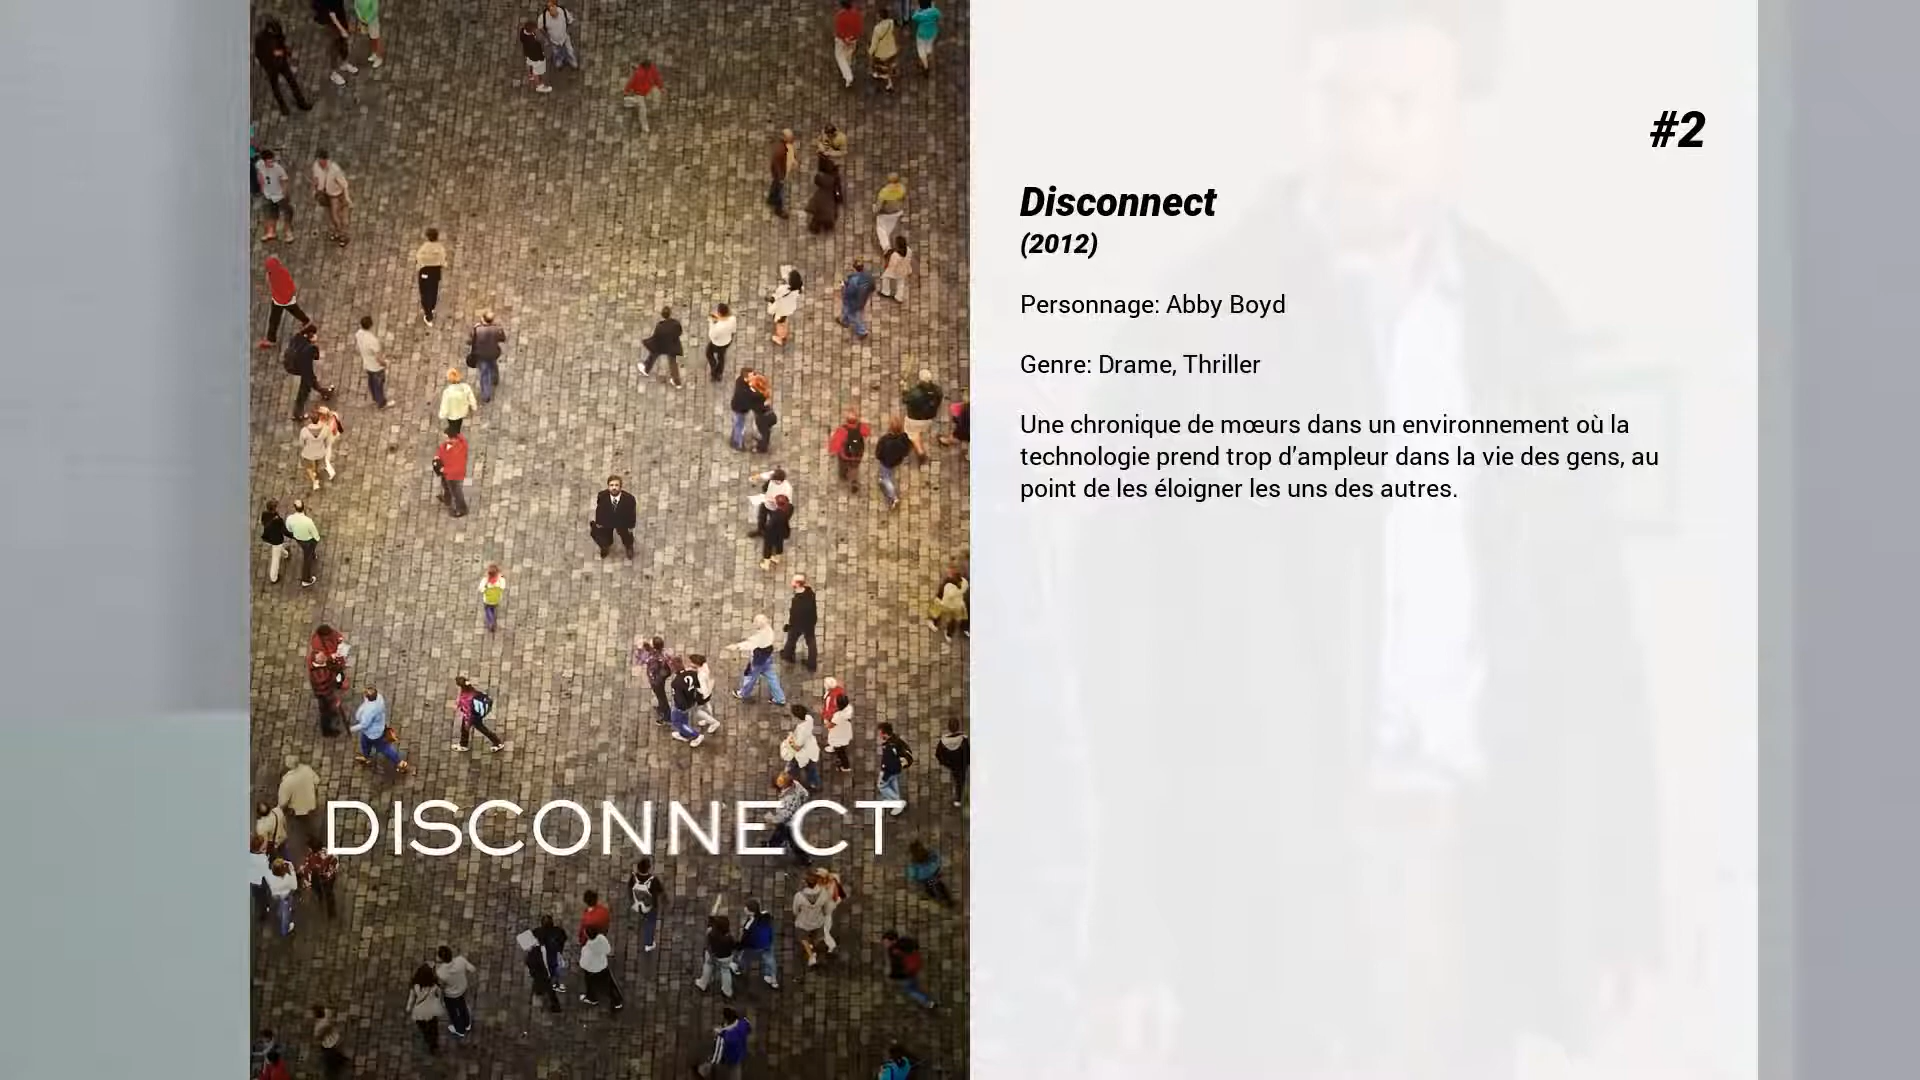 DISCONNECT
#2
Disconnect
(2012)
Personnage: Abby Boyd
Genre: Drame, Thriller
Une chronique de mœurs dans un environnement où la
technologie prend trop d’ampleur dans la vie des gens, au
point de les éloigner les uns des autres.